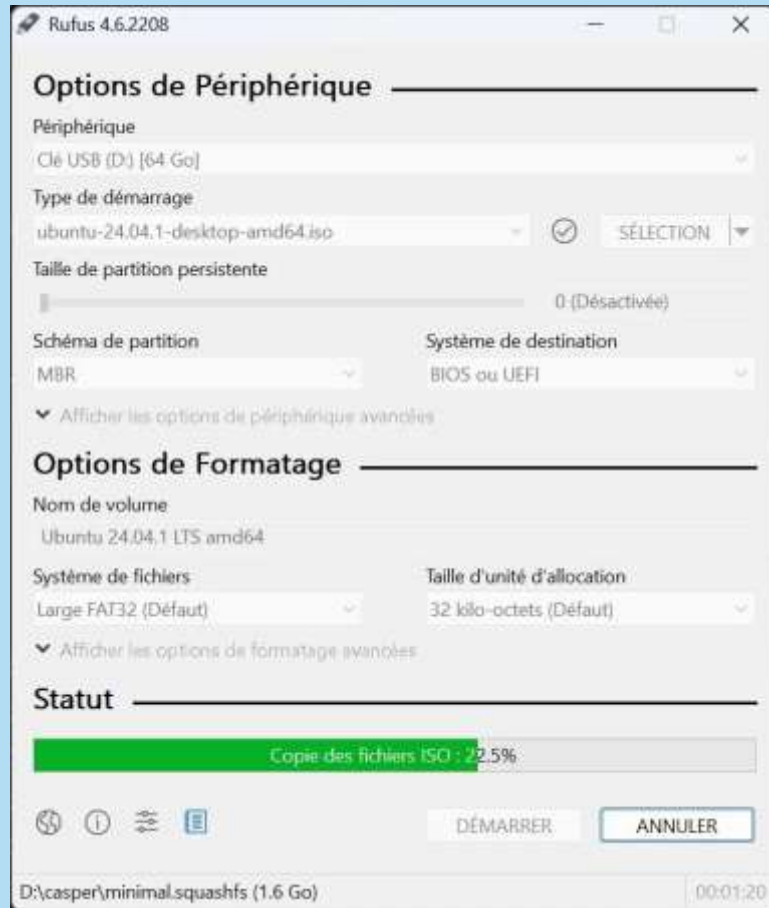 Rufus 4.6.2208
Options de Périphérique
Périphérique
Clé USB (D:) [64 Go]
Type de démarrage
ubuntu-24.04.1-desktop-amd64.iso
SÉLECTION
Taille de partition persistente
0 (Désactivée)
Schéma de partition
Système de destination
MBR
BIOS ou UEFI
Afficher les options de périphérique avancées
Options de Formatage
Nom de volume
Ubuntu 24.04.1 LTS amd64
Système de fichiers
Taille d'unité d'allocation
Large FAT32 (Défaut)
32 kilo-octets (Défaut)
Afficher les options de formatage avancées
Statut
Copie des fichiers ISO : 22.5%
DÉMARRER
ANNULER
D:\casper\minimal.squashfs (1.6 Go)
00:01:20